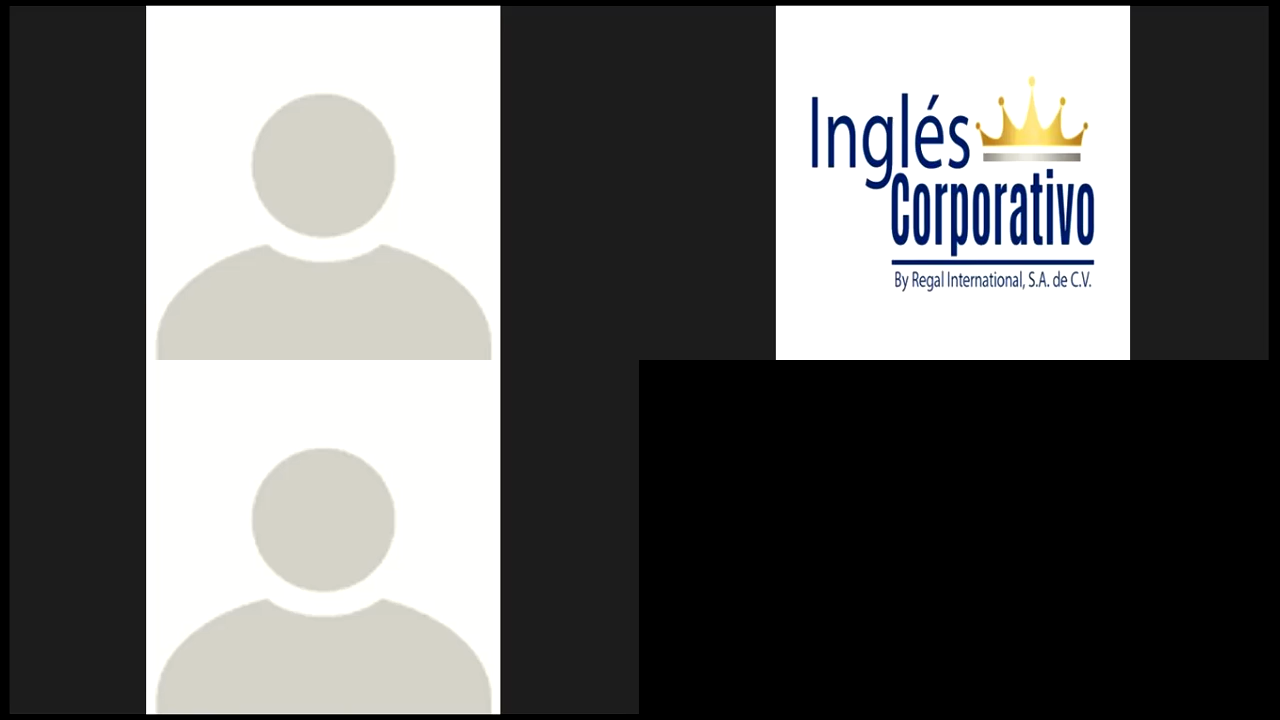 Inglés
Corporativo
By Regal International, S.A. de C.V.